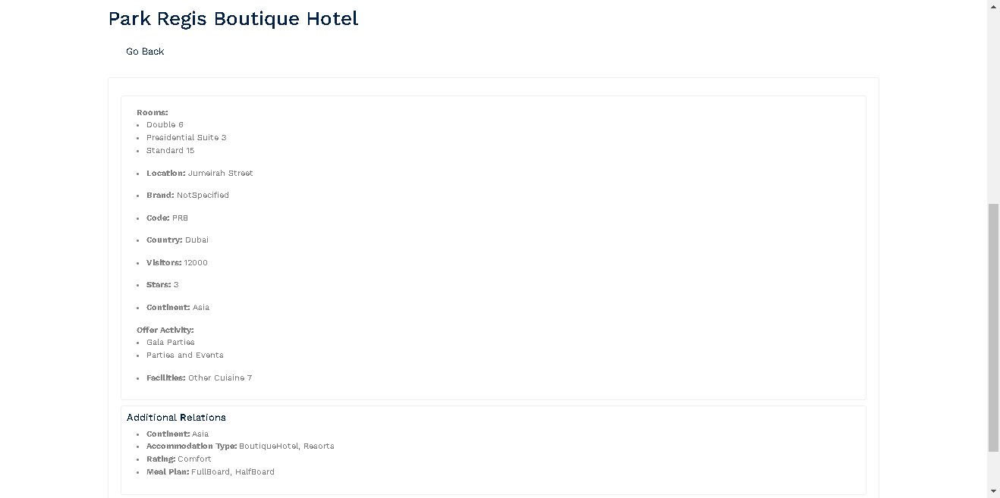 Park Regis Boutique Hotel
Go Back
Rooms:
Double 6
Presidential Suite 3
Standard 15
Location: Jumeirah Street
Brand: NotSpecified
Code: PRB
Country: Dubai
Visitors: 12000
Stars: 3
Continent: Asia
Offer Activity:
Gala Parties
Parties and Events
Facilities: Other Cuisine 7
Additional Relations
Continent: Asia
Accommodation Type: BoutiqueHotel, Resorts
Rating: Comfort
Meal Plan: FullBoard, HalfBoard